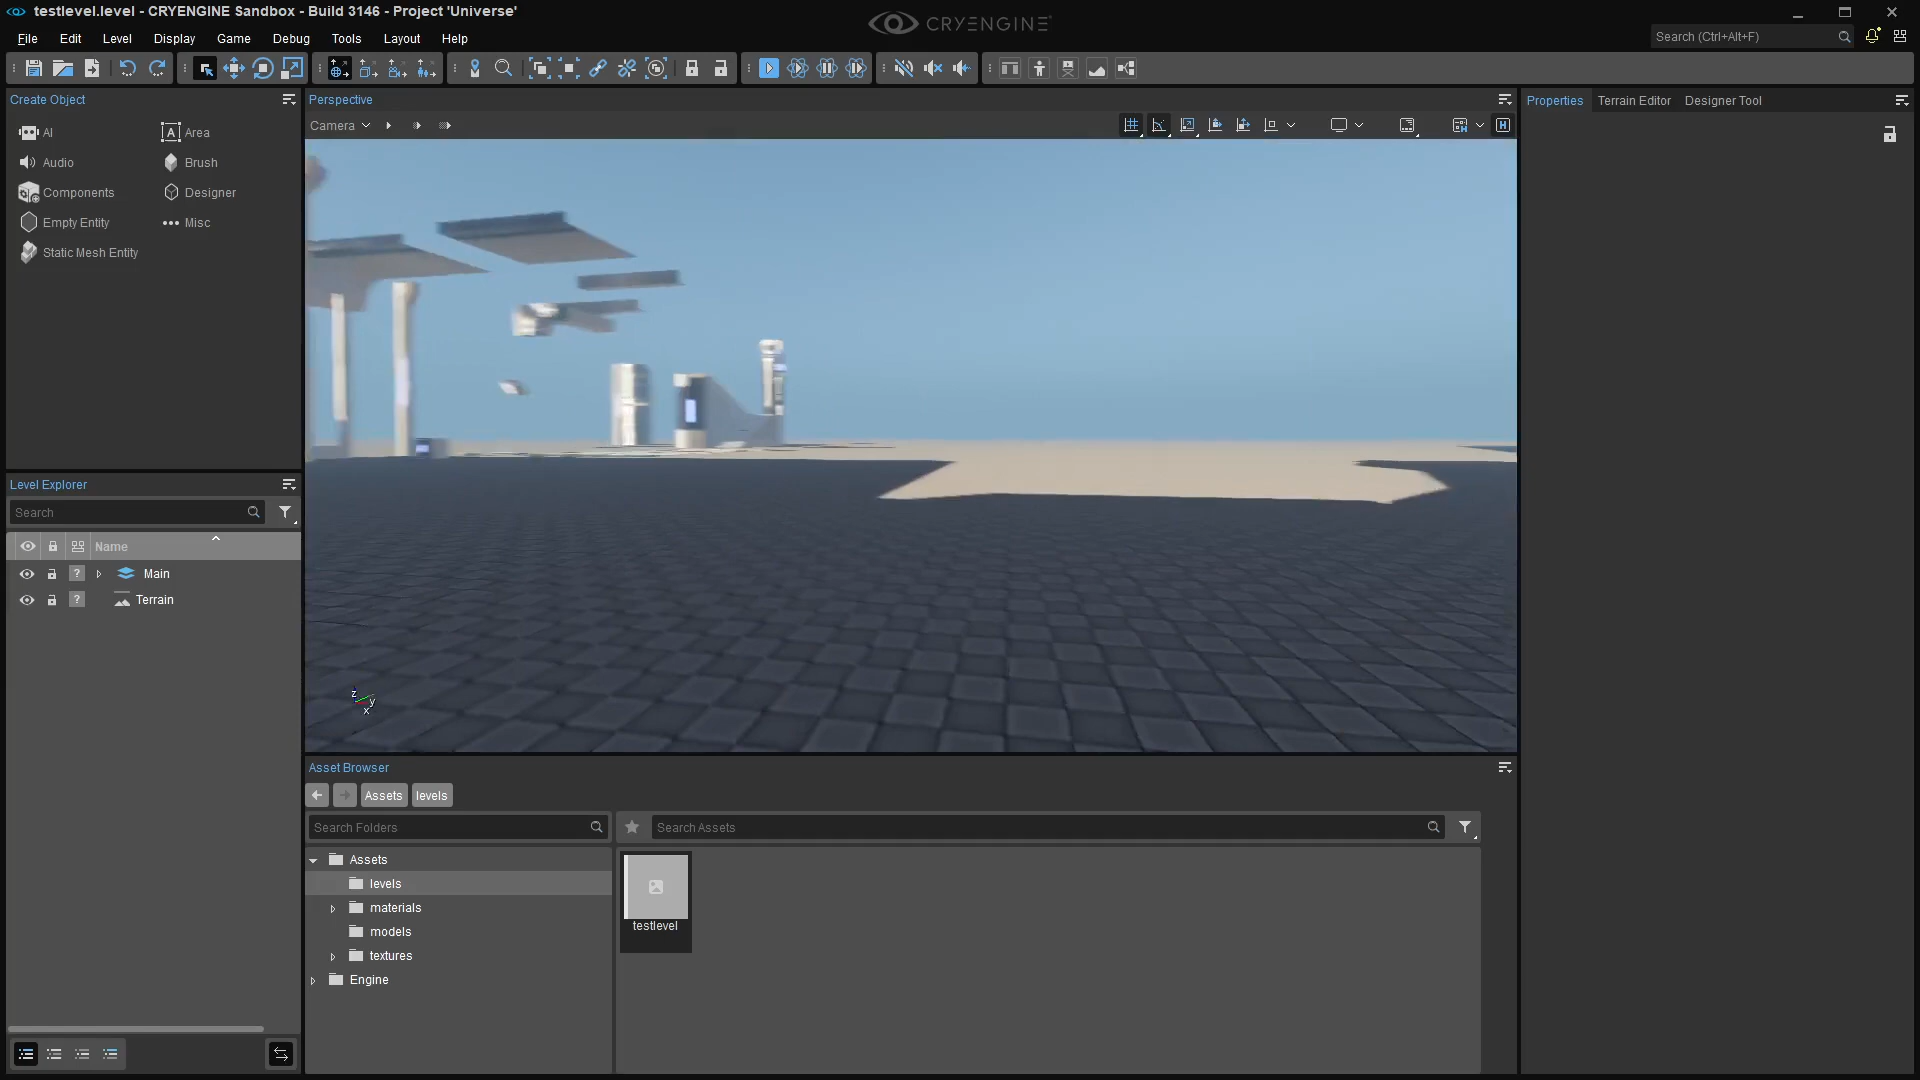 testlevel.level - CRYENGINE Sandbox - Build 3146 - Project 'Universe'
CRYENGINE
File Edit Level Display Game Debug Tools Layout Help
Search (Ctrl+Alt+F)
Create Object
AI
Area
Audio
Brush
Components
Designer
Empty Entity
Misc
Static Mesh Entity
Level Explorer
Search
Name
? Main
? Terrain
Perspective
Camera
z
y
x
Asset Browser
Assets levels
Search Folders
Search Assets
Assets
levels
materials
models
textures
Engine
testlevel
Properties Terrain Editor Designer Tool